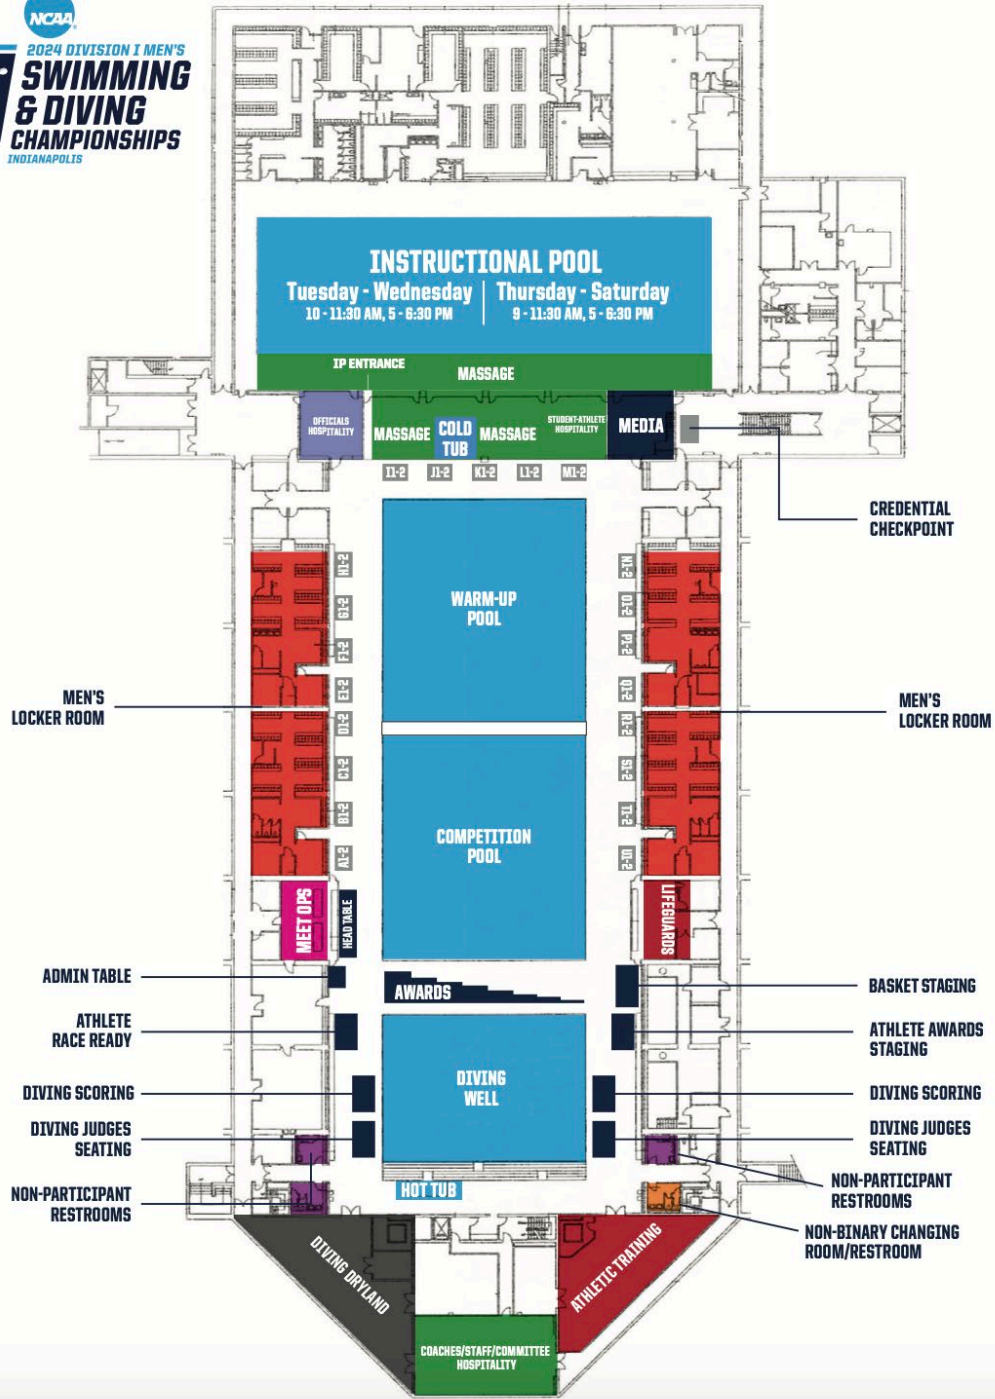 NCAA
2024 DIVISION I MEN'S
SWIMMING
& DIVING
CHAMPIONSHIPS
INDIANAPOLIS
INSTRUCTIONAL POOL
Tuesday - Wednesday
10 - 11:30 AM, 5 - 6:30 PM
Thursday - Saturday
9 - 11:30 AM, 5 - 6:30 PM
IP ENTRANCE
MASSAGE
OFFICIALS
HOSPITALITY
MASSAGE
COLD
TUB
MASSAGE
STUDENT-ATHLETE
HOSPITALITY
MEDIA
I1-2
J1-2
K1-2
L1-2
M1-2
CREDENTIAL
CHECKPOINT
H1-2
G1-2
F1-2
E1-2
D1-2
C1-2
B1-2
A1-2
WARM-UP
POOL
N1-2
O1-2
P1-2
Q1-2
R1-2
S1-2
T1-2
U1-2
MEN'S
LOCKER ROOM
MEN'S
LOCKER ROOM
COMPETITION
POOL
MEET OPS
HEAD TABLE
LIFEGUARDS
ADMIN TABLE
AWARDS
BASKET STAGING
ATHLETE
RACE READY
ATHLETE AWARDS
STAGING
DIVING
WELL
DIVING SCORING
DIVING SCORING
DIVING JUDGES
SEATING
DIVING JUDGES
SEATING
NON-PARTICIPANT
RESTROOMS
HOT TUB
NON-PARTICIPANT
RESTROOMS
NON-BINARY CHANGING
ROOM/RESTROOM
DIVING DRYLAND
ATHLETIC TRAINING
COACHES/STAFF/COMMITTEE
HOSPITALITY